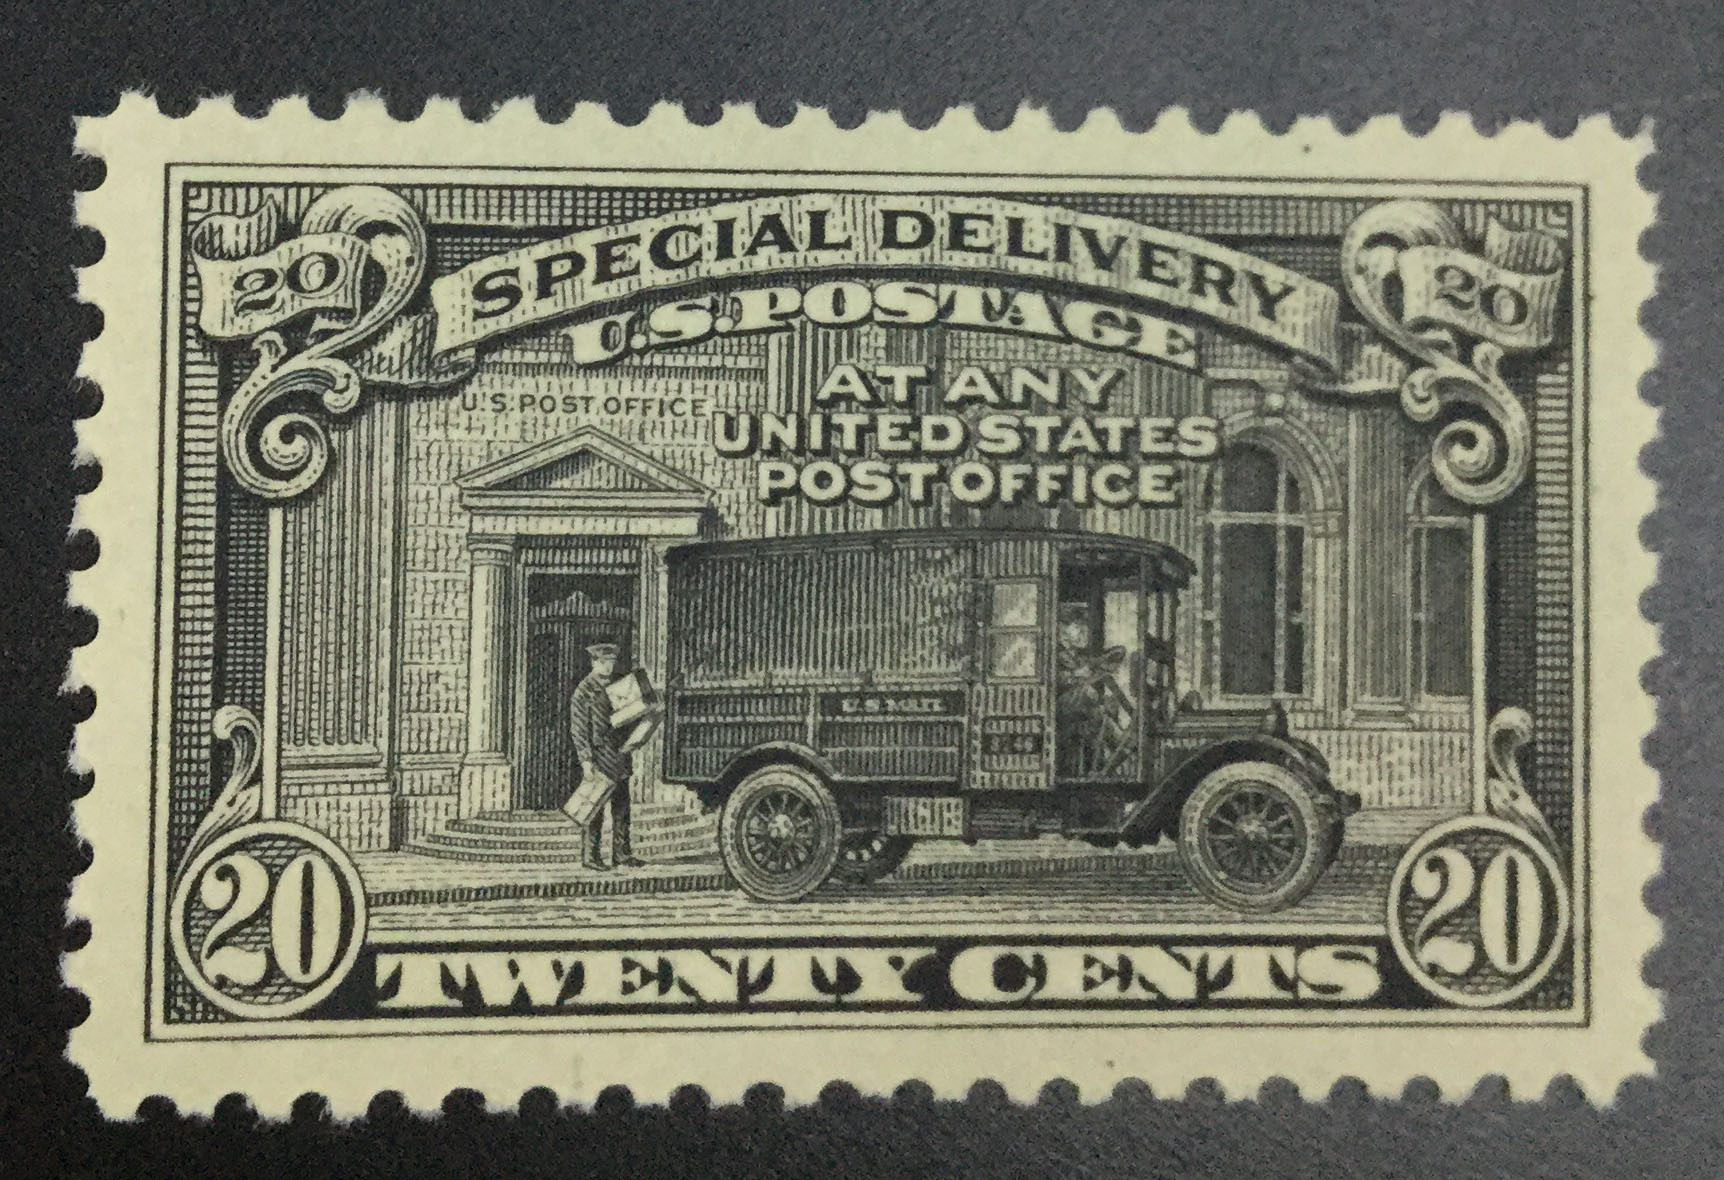 20
20
SPECIAL DELIVERY
U.S. POSTAGE
AT ANY
UNITED STATES
POST OFFICE
U.S. POST OFFICE
U.S. MAIL
20
TWENTY CENTS
20